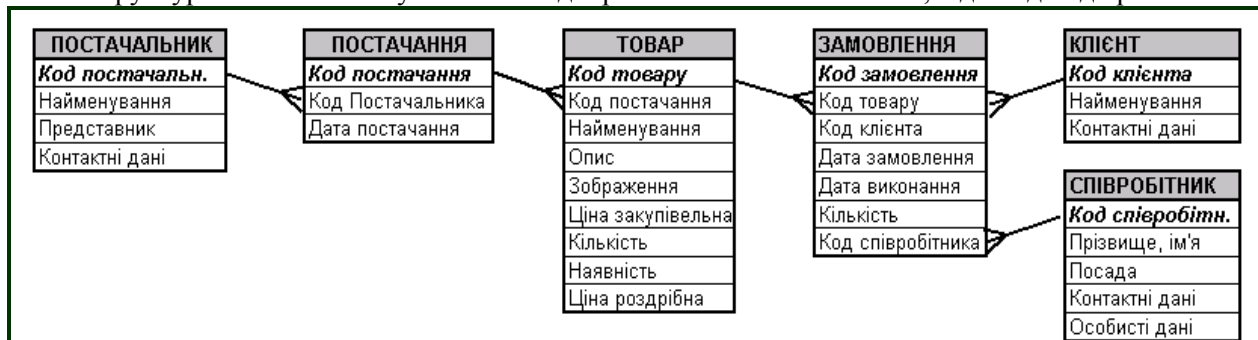 ПОСТАЧАЛЬНИК
Код постачальн.
Найменування
Представник
Контактні дані
ПОСТАЧАННЯ
Код постачання
Код Постачальника
Дата постачання
ТОВАР
Код товару
Код постачання
Найменування
Опис
Зображення
Ціна закупівельна
Кількість
Наявність
Ціна роздрібна
ЗАМОВЛЕННЯ
Код замовлення
Код товару
Код клієнта
Дата замовлення
Дата виконання
Кількість
Код співробітника
КЛІЄНТ
Код клієнта
Найменування
Контактні дані
СПІВРОБІТНИК
Код співробітн.
Прізвище, ім'я
Посада
Контактні дані
Особисті дані